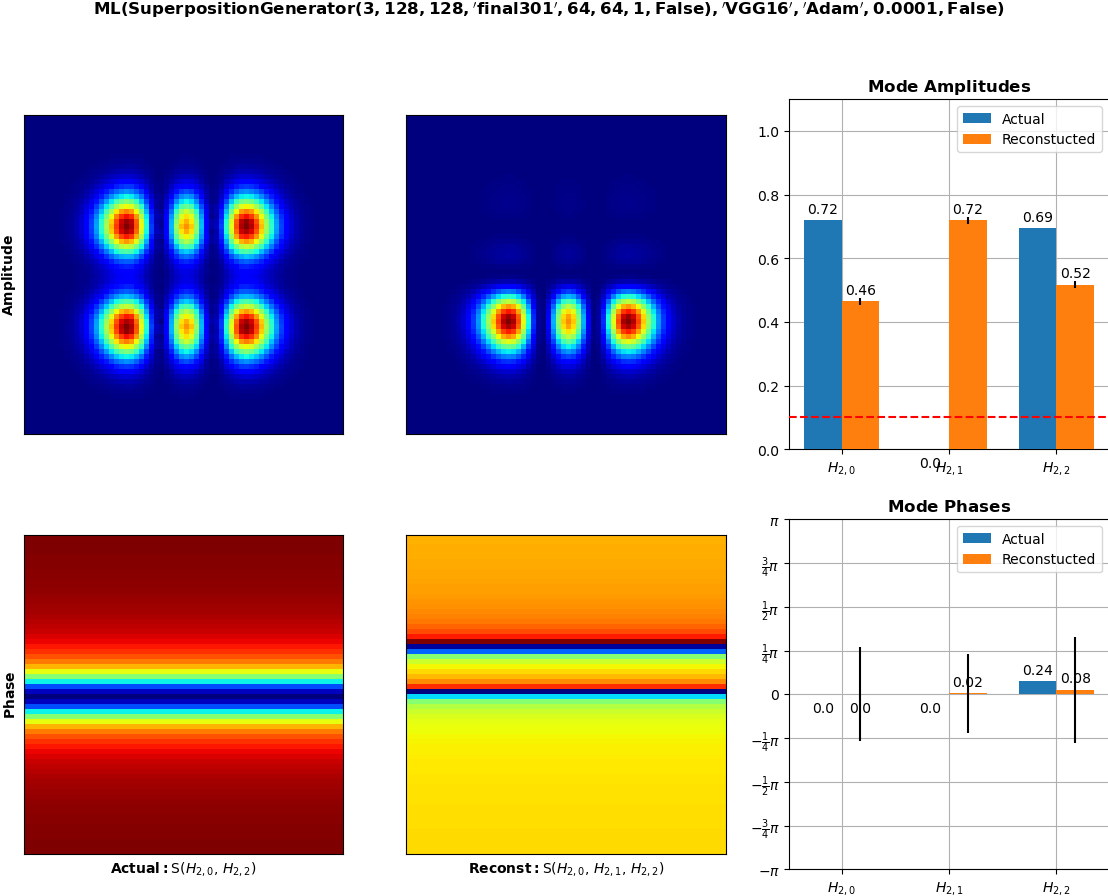 ML(SuperpositionGenerator(3, 128, 128, ′final301′, 64, 64, 1, False), ′VGG16′, ′Adam′, 0.0001, False)
Amplitude
Mode Amplitudes
Actual
Reconstucted
1.0
0.8
0.6
0.4
0.2
0.0
0.72
0.46
0.0
0.72
0.69
0.52
H2,0
H2,1
H2,2
Phase
Actual: S(H2,0, H2,2)
Reconst: S(H2,0, H2,1, H2,2)
Mode Phases
Actual
Reconstucted
π
3/4π
1/2π
1/4π
0
−1/4π
−1/2π
−3/4π
−π
0.0
0.0
0.0
0.02
0.24
0.08
H2,0
H2,1
H2,2